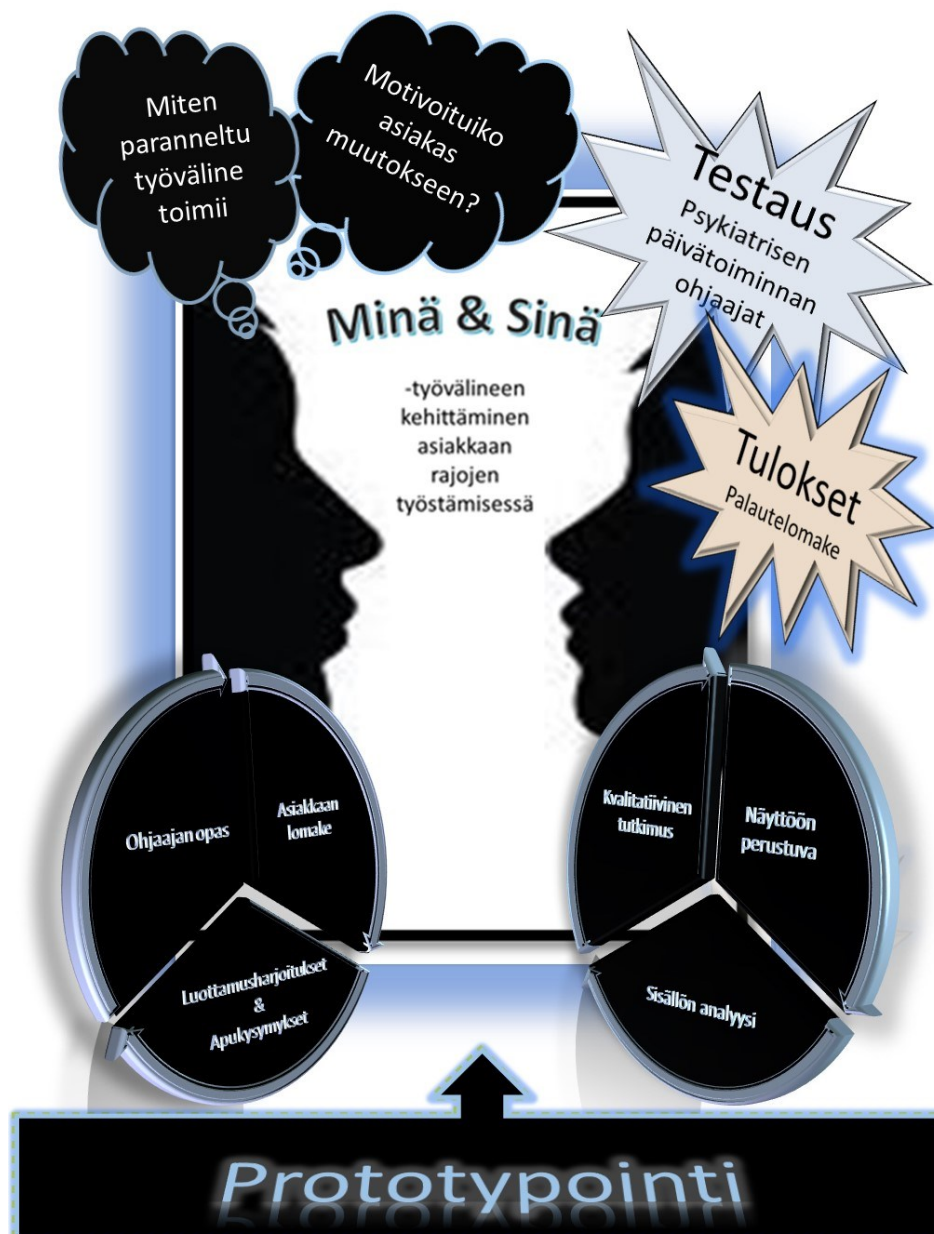 Miten
paranneltu
työväline
toimii
Motivoituiko
asiakas
muutokseen?
Testaus
Psykiatrisen
päivätoiminnan
ohjaajat
Minä & Sinä
-työvälineen
kehittäminen
asiakkaan
rajojen
työstämisessä
Tulokset
Palautelomake
Ohjaajan opas
Asiakkaan
lomake
Luottamusharjoitukset
&
Apukysymykset
Kvalitatiivinen
tutkimus
Näyttöön
perustuva
Sisällön analyysi
Prototypointi